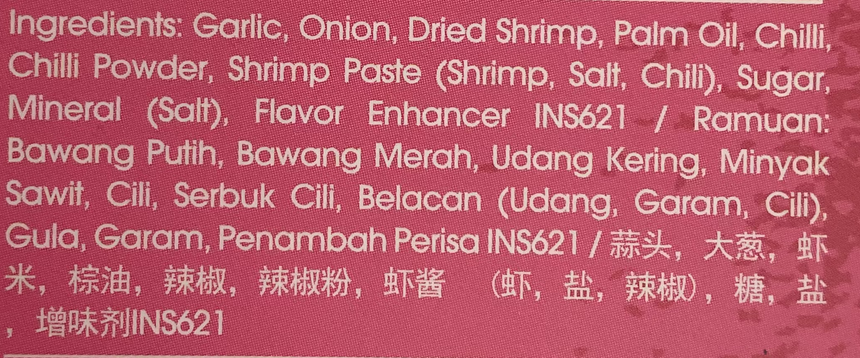 Ingredients: Garlic, Onion, Dried Shrimp, Palm Oil, Chilli,
Chilli Powder, Shrimp Paste (Shrimp, Salt, Chili), Sugar,
Mineral (Salt), Flavor Enhancer INS621 / Ramuan:
Bawang Putih, Bawang Merah, Udang Kering, Minyak
Sawit, Cili, Serbuk Cili, Belacan (Udang, Garam, Cili),
Gula, Garam, Penambah Perisa INS621 / 蒜头，大葱，虾
米，棕油，辣椒，辣椒粉，虾酱 （虾，盐，辣椒），糖，盐
，增味剂INS621